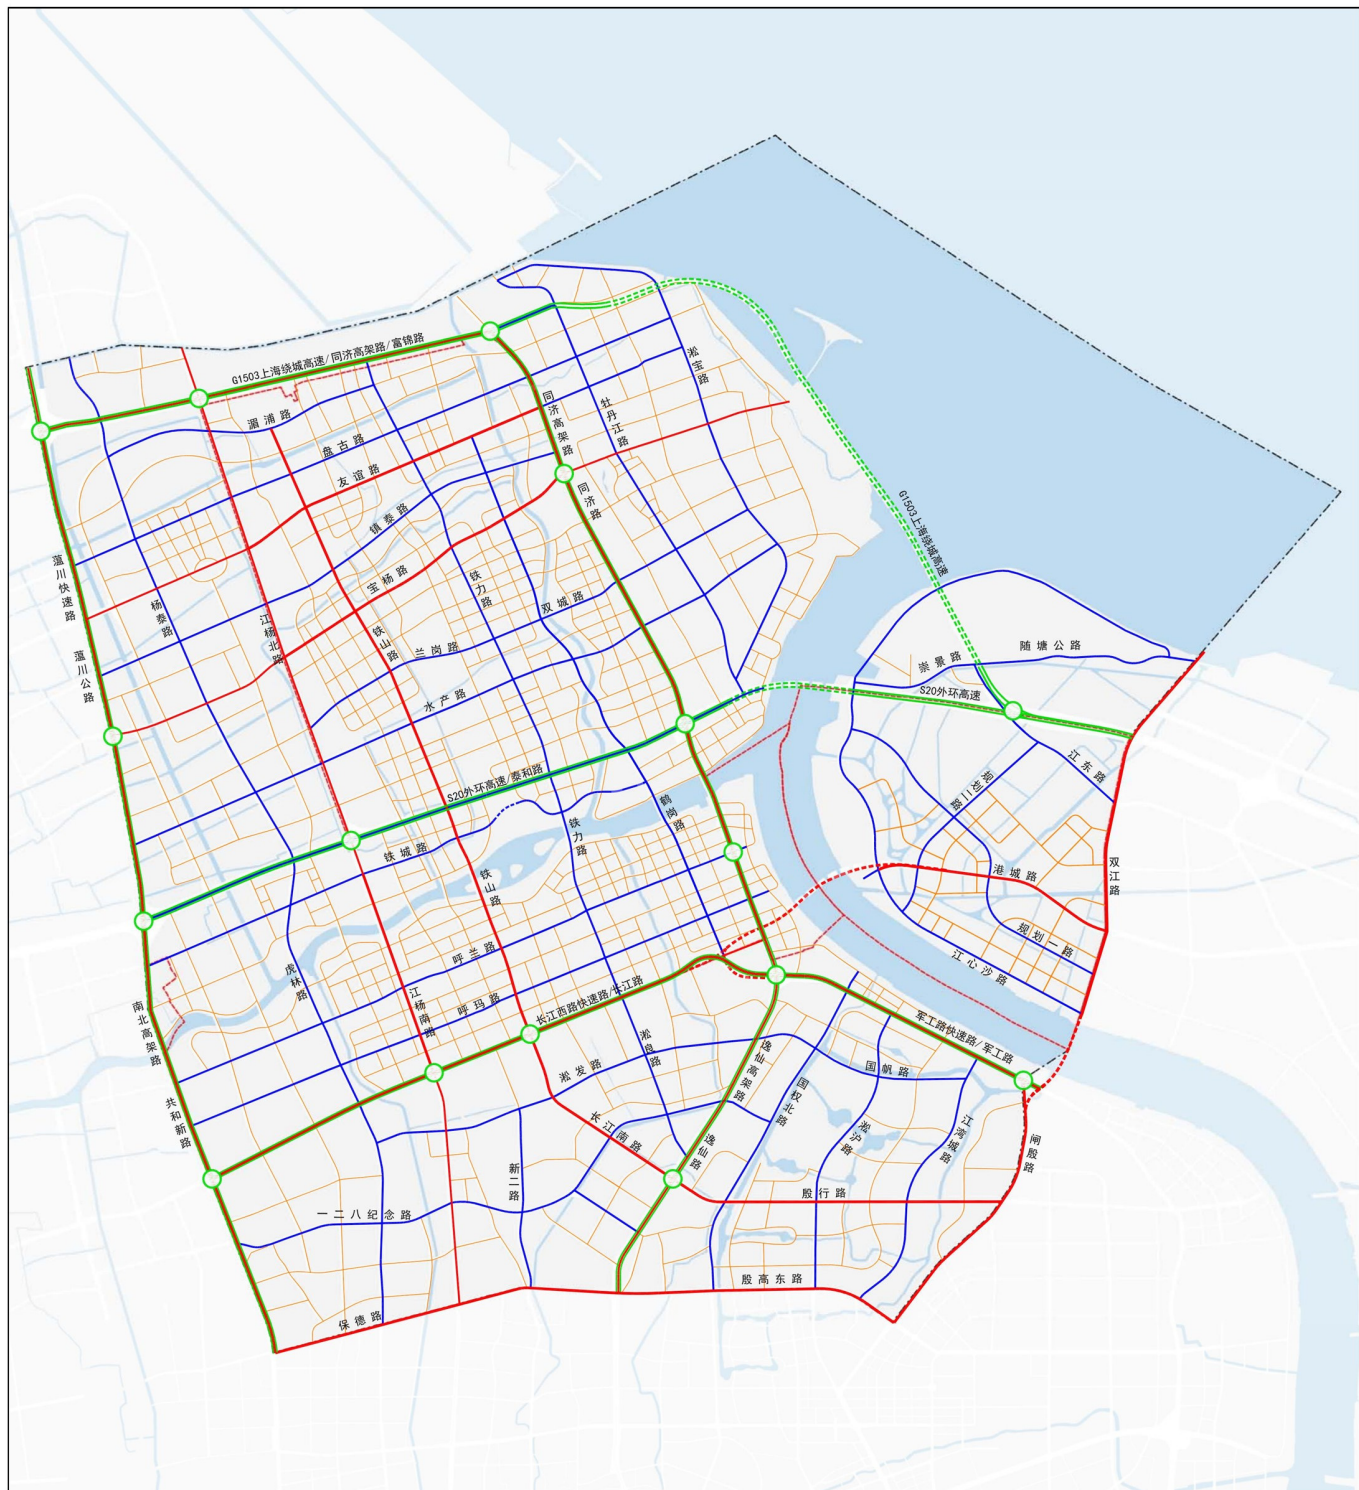 G1503上海绕城高速/同济高架路/富锦路
淞宝路
湄浦路
同济高架路
牡丹江路
盘古路
友谊路
同济路
G1503上海绕城高速
镇泰路
蕰川快速路
宝杨路
铁力路
双城路
杨泰路
江杨北路
铁山路
兰岗路
随塘公路
崇景路
蕰川公路
水产路
S20外环高速
江东路
S20外环高速/泰和路
规划二路
鹤岗路
铁力路
铁城路
双江路
港城路
铁山路
呼兰路
规划一路
江心沙路
虎林路
长江西路快速路/长江路
江杨南路
呼玛路
南北高架路
军工路快速路/军工路
淞良路
逸仙高架路
国权北路
国帆路
淞发路
共和新路
长江南路
淞沪路
江湾城路
闸殷路
逸仙路
新二路
殷行路
一二八纪念路
殷高东路
保德路